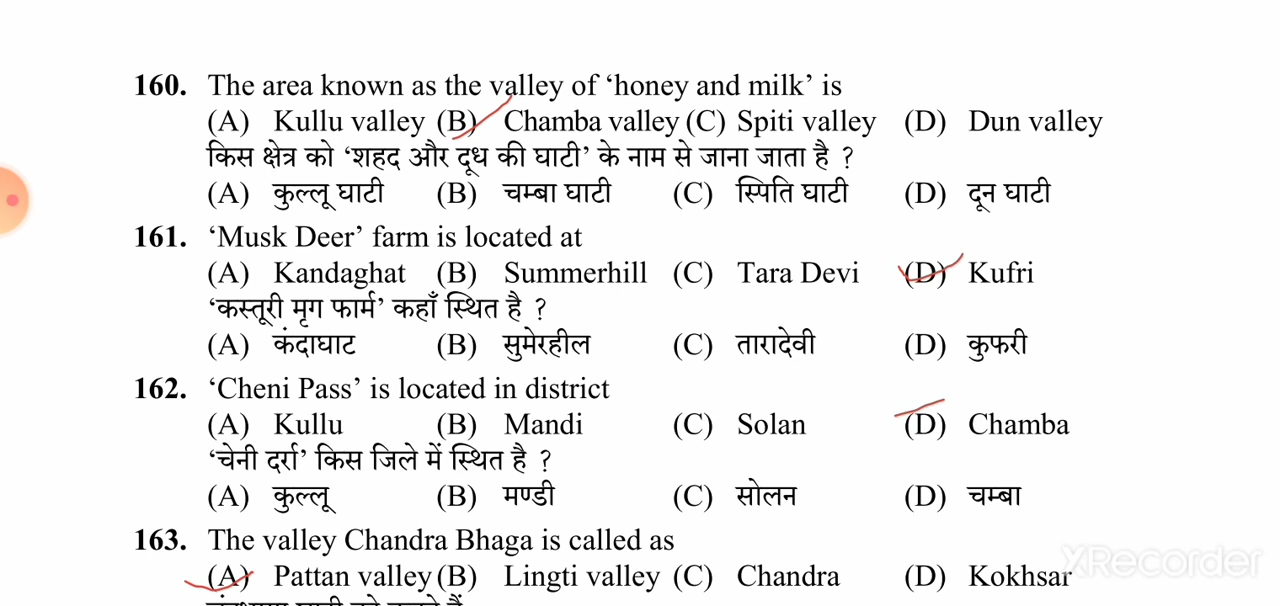 160. The area known as the valley of ‘honey and milk’ is
(A) Kullu valley (B) Chamba valley (C) Spiti valley (D) Dun valley
किस क्षेत्र को ‘शहद और दूध की घाटी’ के नाम से जाना जाता है ?
(A) कुल्लू घाटी (B) चम्बा घाटी (C) स्पिति घाटी (D) दून घाटी
161. ‘Musk Deer’ farm is located at
(A) Kandaghat (B) Summerhill (C) Tara Devi (D) Kufri
‘कस्तूरी मृग फार्म’ कहाँ स्थित है ?
(A) कंदाघाट (B) सुमेरहील (C) तारादेवी (D) कुफरी
162. ‘Cheni Pass’ is located in district
(A) Kullu (B) Mandi (C) Solan (D) Chamba
‘चेनी दर्रा’ किस जिले में स्थित है ?
(A) कुल्लू (B) मण्डी (C) सोलन (D) चम्बा
163. The valley Chandra Bhaga is called as
(A) Pattan valley (B) Lingti valley (C) Chandra (D) Kokhsar
XRecorder